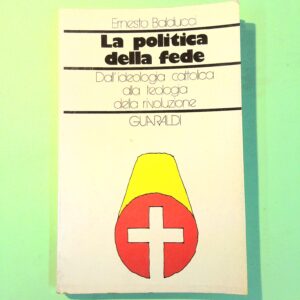 Ernesto Balducci
La politica
della fede
Dall'ideologia cattolica
alla teologia
della rivoluzione
GUARALDI